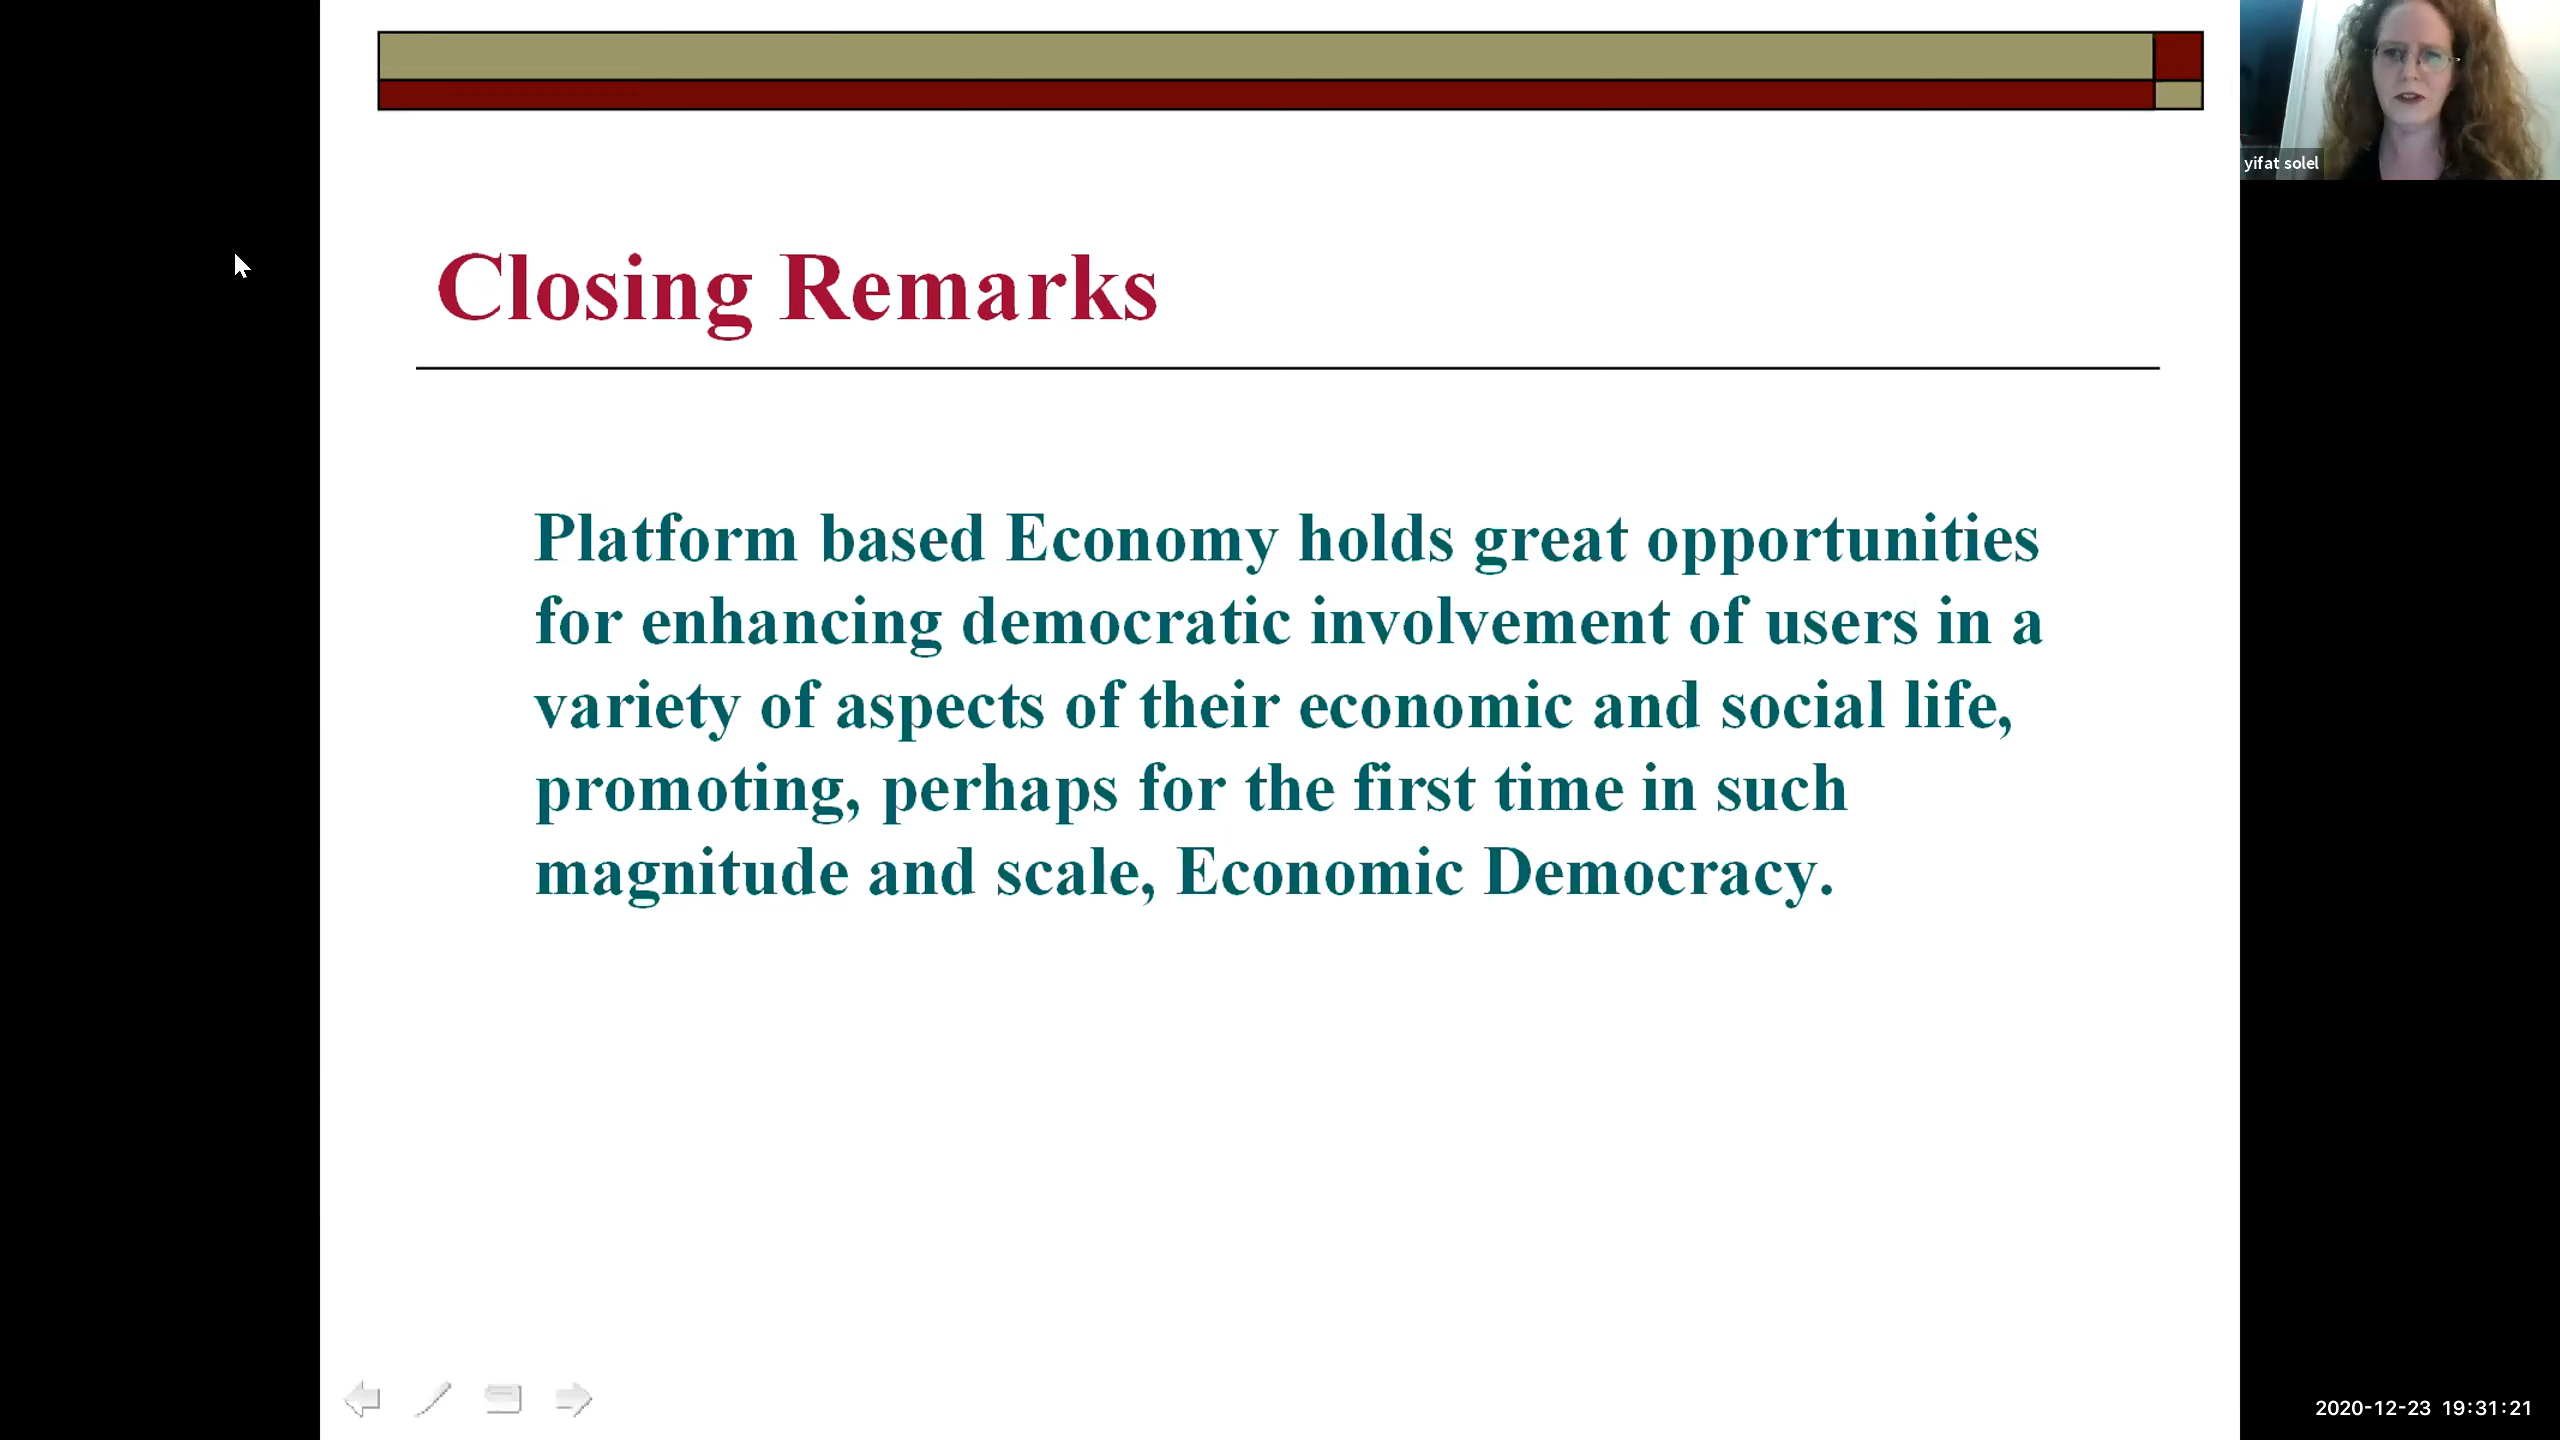 yifat solel
Closing Remarks
Platform based Economy holds great opportunities
for enhancing democratic involvement of users in a
variety of aspects of their economic and social life,
promoting, perhaps for the first time in such
magnitude and scale, Economic Democracy.
2020-12-23 19:31:21